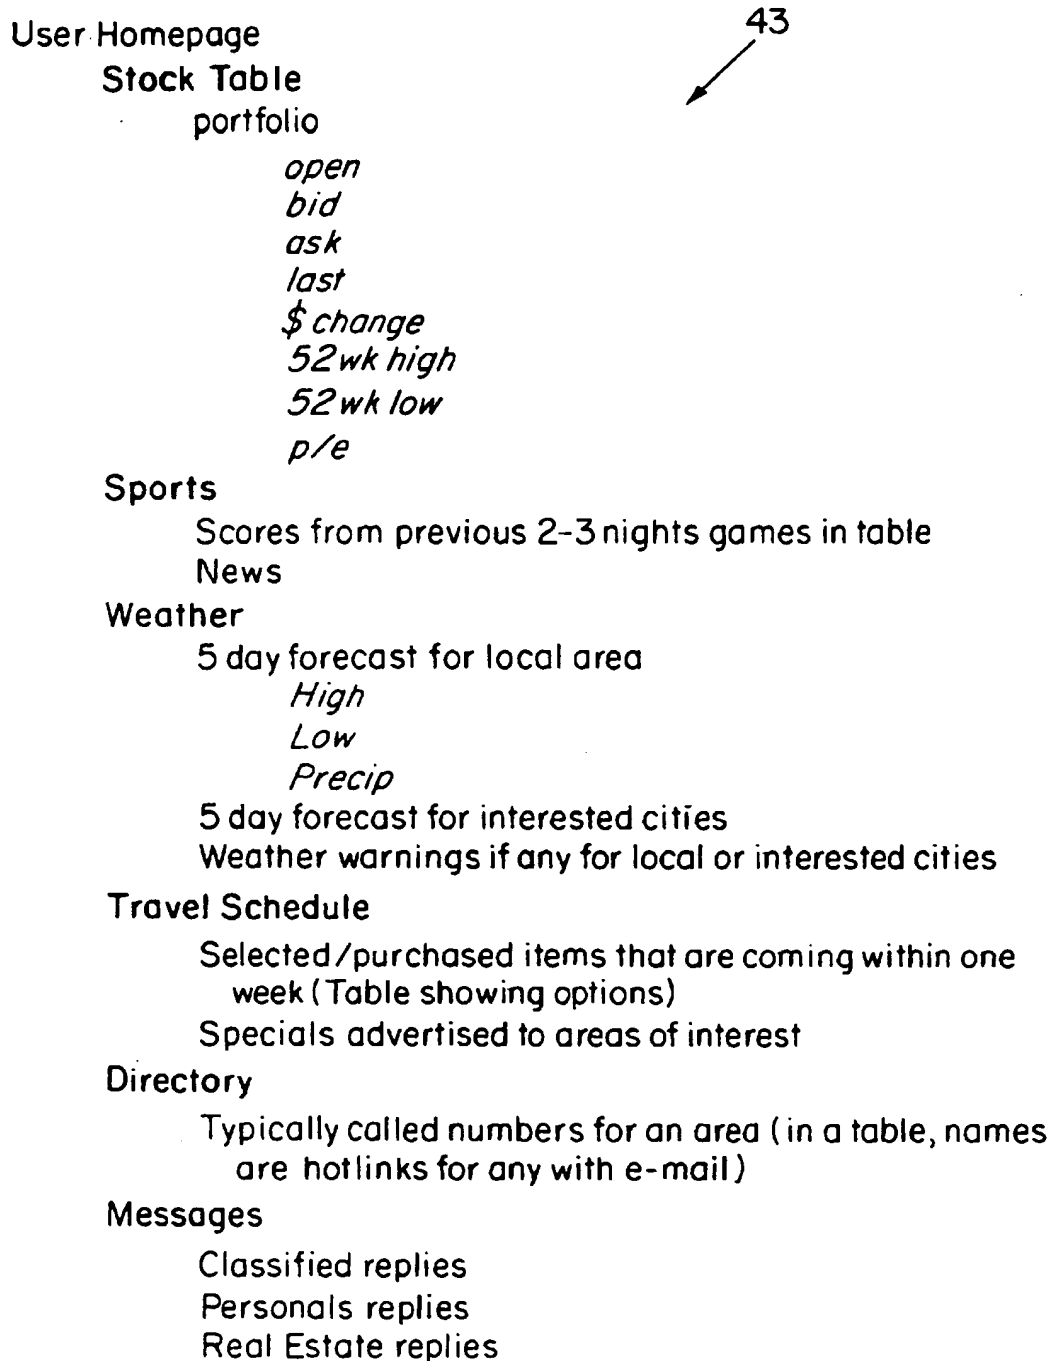 43
User Homepage
Stock Table
portfolio
open
bid
ask
last
$ change
52wk high
52wk low
p/e
Sports
Scores from previous 2-3 nights games in table
News
Weather
5 day forecast for local area
High
Low
Precip
5 day forecast for interested cities
Weather warnings if any for local or interested cities
Travel Schedule
Selected/purchased items that are coming within one
week (Table showing options)
Specials advertised to areas of interest
Directory
Typically called numbers for an area (in a table, names
are hotlinks for any with e-mail)
Messages
Classified replies
Personals replies
Real Estate replies